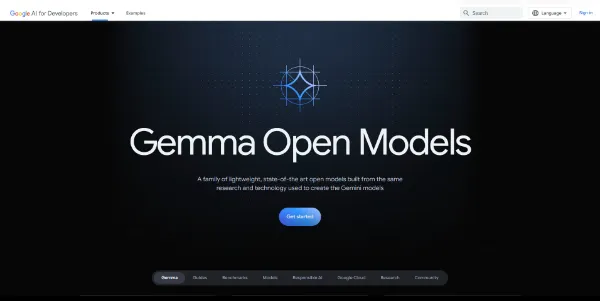 Google AI for Developers
Products
Examples
Search
Language
Sign in
Gemma Open Models
A family of lightweight, state-of-the art open models built from the same
research and technology used to create the Gemini models
Get started
Gemma
Guides
Benchmarks
Models
Responsible AI
Google Cloud
Research
Community